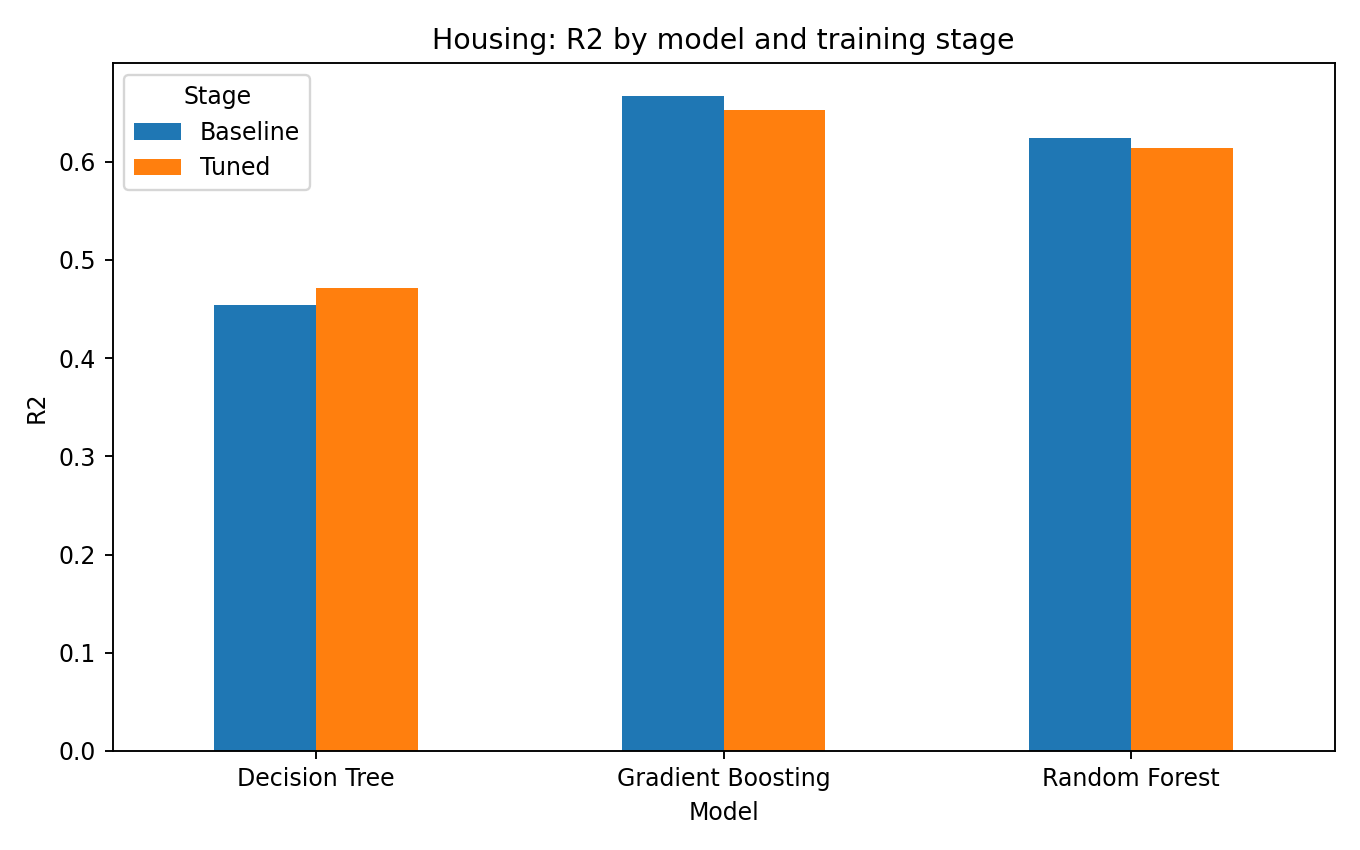 Housing: R2 by model and training stage
Stage
Baseline
Tuned
R2
0.6
0.5
0.4
0.3
0.2
0.1
0.0
Decision Tree
Gradient Boosting
Random Forest
Model